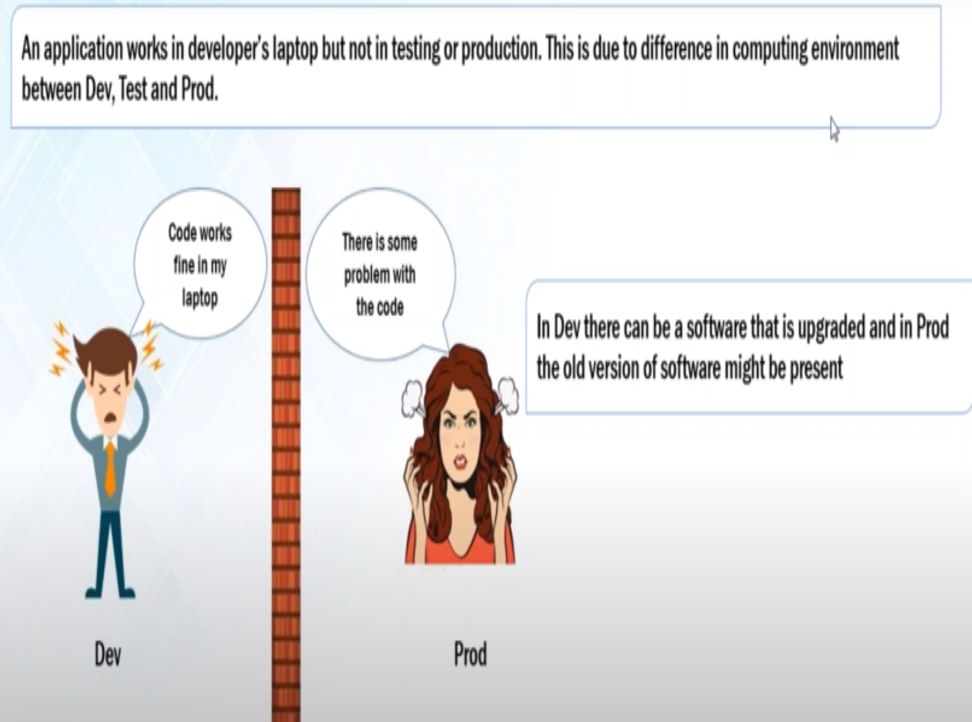 An application works in developer's laptop but not in testing or production. This is due to difference in computing environment
between Dev, Test and Prod.
Code works
fine in my
laptop
There is some
problem with
the code
In Dev there can be a software that is upgraded and in Prod
the old version of software might be present
Dev
Prod